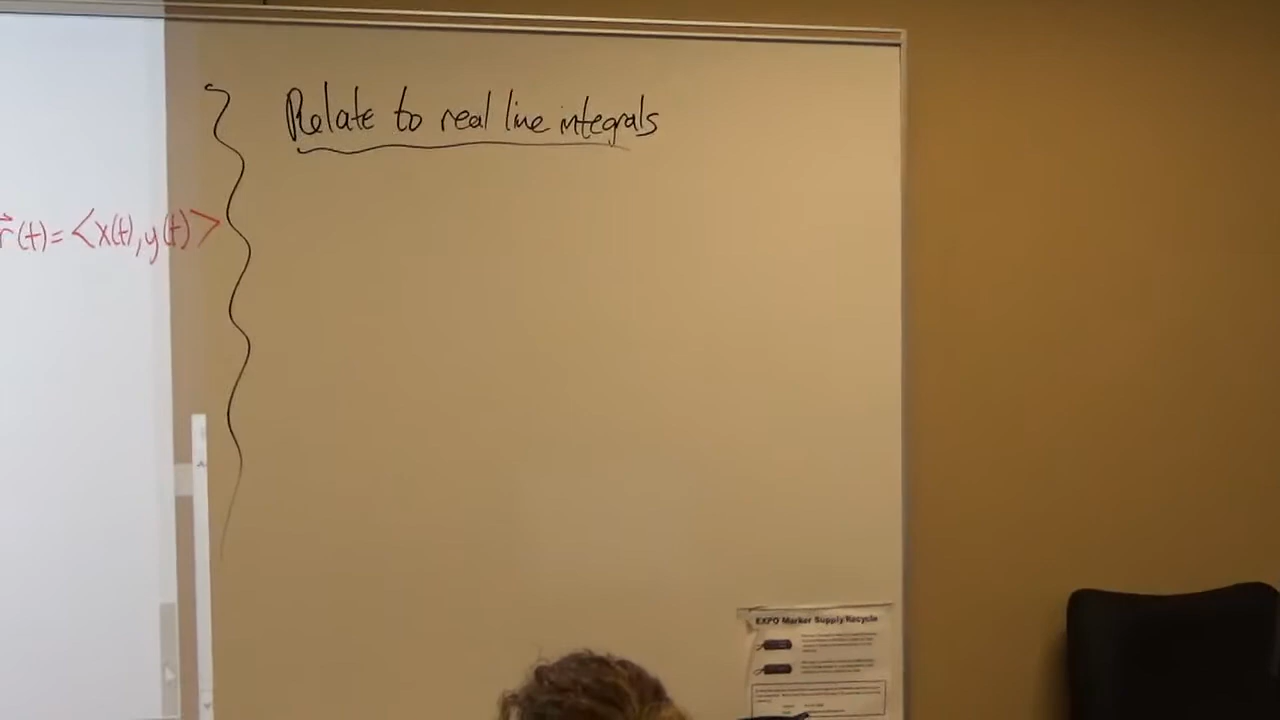 Relate to real line integrals
r⃗(t)=<x(t),y(t)>
EXPO Marker Supply Recycle